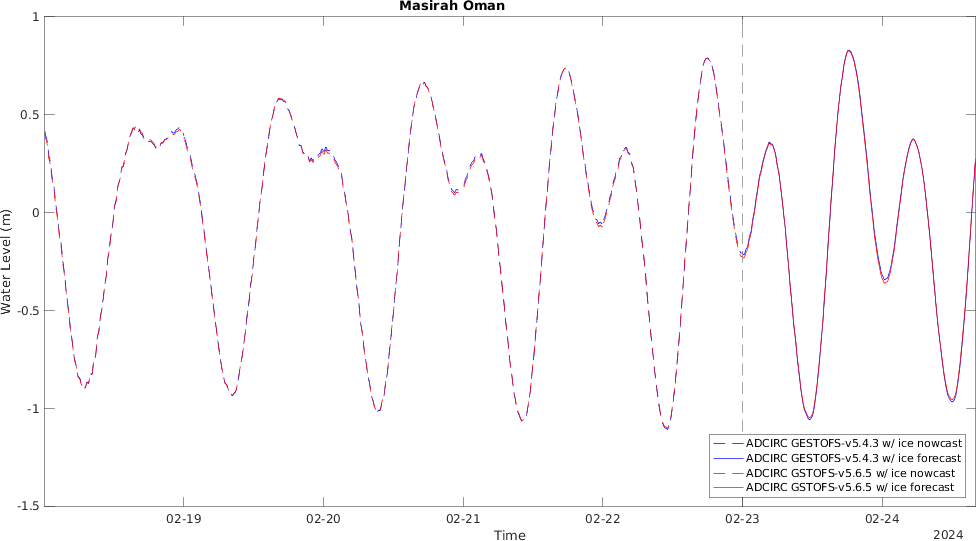 Masirah Oman
1
0.5
0
-0.5
-1
-1.5
Water Level (m)
ADCIRC GESTOFS-v5.4.3 w/ ice nowcast
ADCIRC GESTOFS-v5.4.3 w/ ice forecast
ADCIRC GSTOFS-v5.6.5 w/ ice nowcast
ADCIRC GSTOFS-v5.6.5 w/ ice forecast
02-19
02-20
02-21
02-22
02-23
02-24
Time
2024